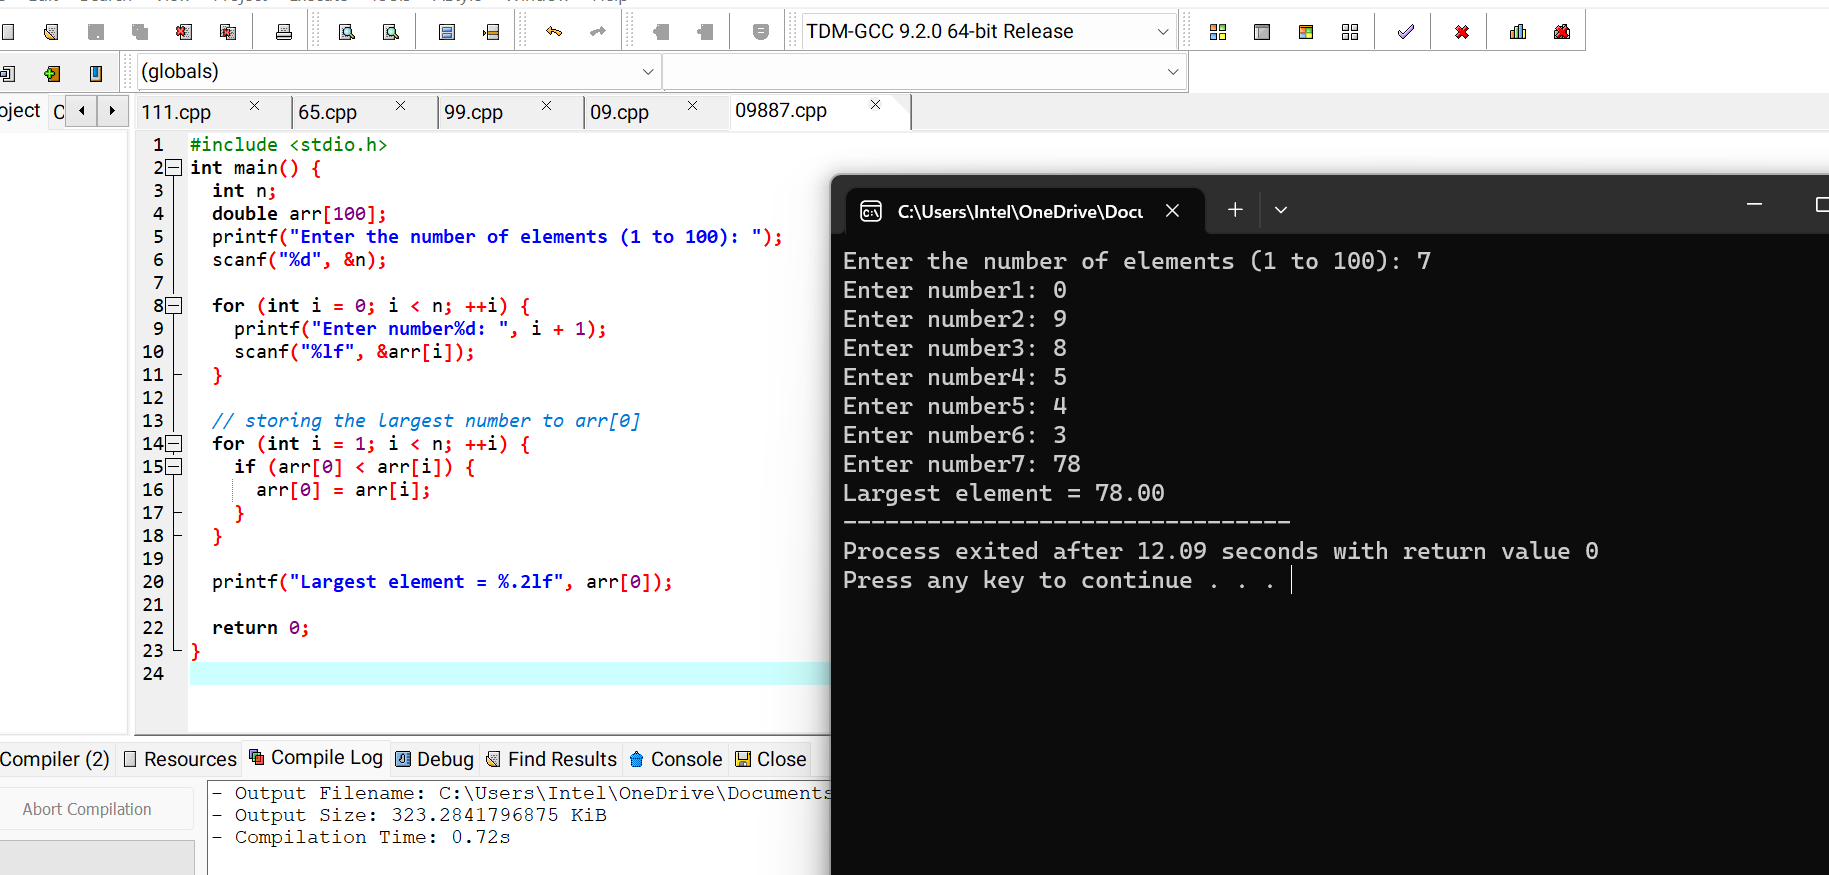 TDM-GCC 9.2.0 64-bit Release
(globals)
oject
111.cpp
65.cpp
99.cpp
09.cpp
09887.cpp
1 #include <stdio.h>
2 int main() {
3 int n;
4 double arr[100];
5 printf("Enter the number of elements (1 to 100): ");
6 scanf("%d", &n);
7
8 for (int i = 0; i < n; ++i) {
9 printf("Enter number%d: ", i + 1);
10 scanf("%lf", &arr[i]);
11 }
12
13 // storing the largest number to arr[0]
14 for (int i = 1; i < n; ++i) {
15 if (arr[0] < arr[i]) {
16 arr[0] = arr[i];
17 }
18 }
19
20 printf("Largest element = %.2lf", arr[0]);
21
22 return 0;
23 }
24
C:\Users\Intel\OneDrive\Docu
Enter the number of elements (1 to 100): 7
Enter number1: 0
Enter number2: 9
Enter number3: 8
Enter number4: 5
Enter number5: 4
Enter number6: 3
Enter number7: 78
Largest element = 78.00
--------------------------------
Process exited after 12.09 seconds with return value 0
Press any key to continue . . .
Compiler (2)
Resources
Compile Log
Debug
Find Results
Console
Close
Abort Compilation
- Output Filename: C:\Users\Intel\OneDrive\Documents
- Output Size: 323.2841796875 KiB
- Compilation Time: 0.72s